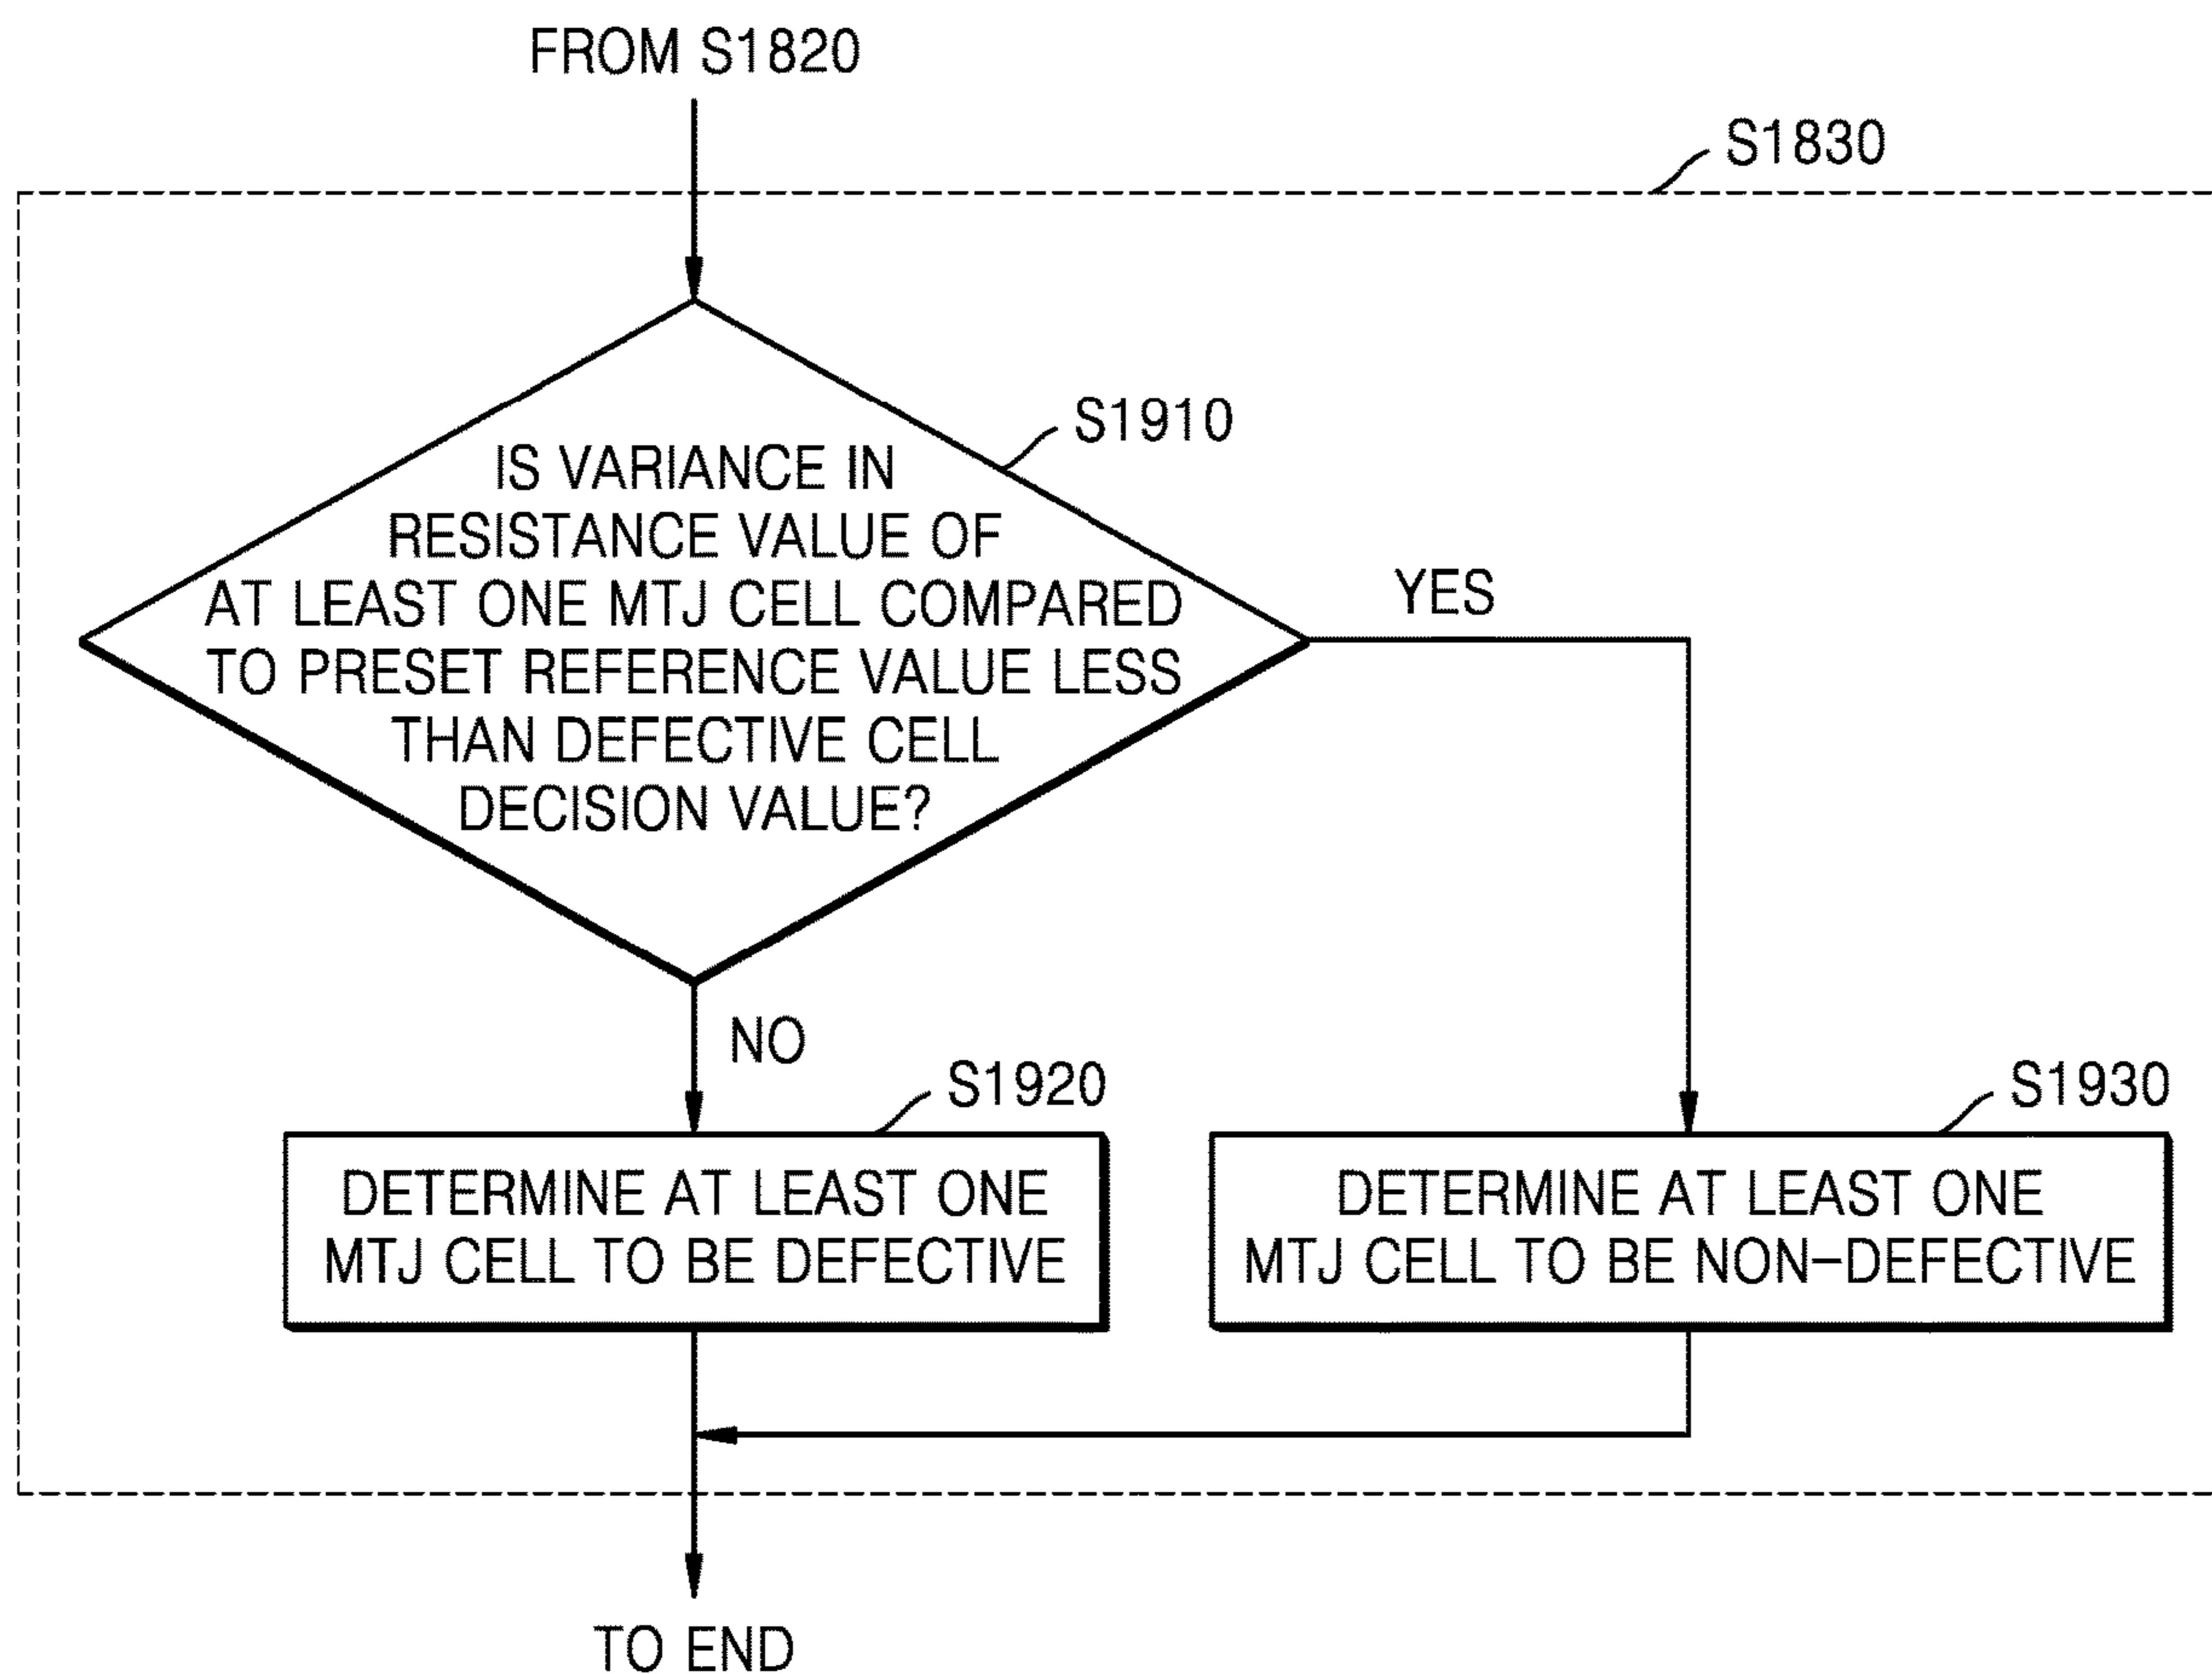 FROM S1820
S1830
S1910
IS VARIANCE IN
RESISTANCE VALUE OF
AT LEAST ONE MTJ CELL COMPARED
TO PRESET REFERENCE VALUE LESS
THAN DEFECTIVE CELL
DECISION VALUE?
YES
NO
S1920
DETERMINE AT LEAST ONE
MTJ CELL TO BE DEFECTIVE
S1930
DETERMINE AT LEAST ONE
MTJ CELL TO BE NON-DEFECTIVE
TO END